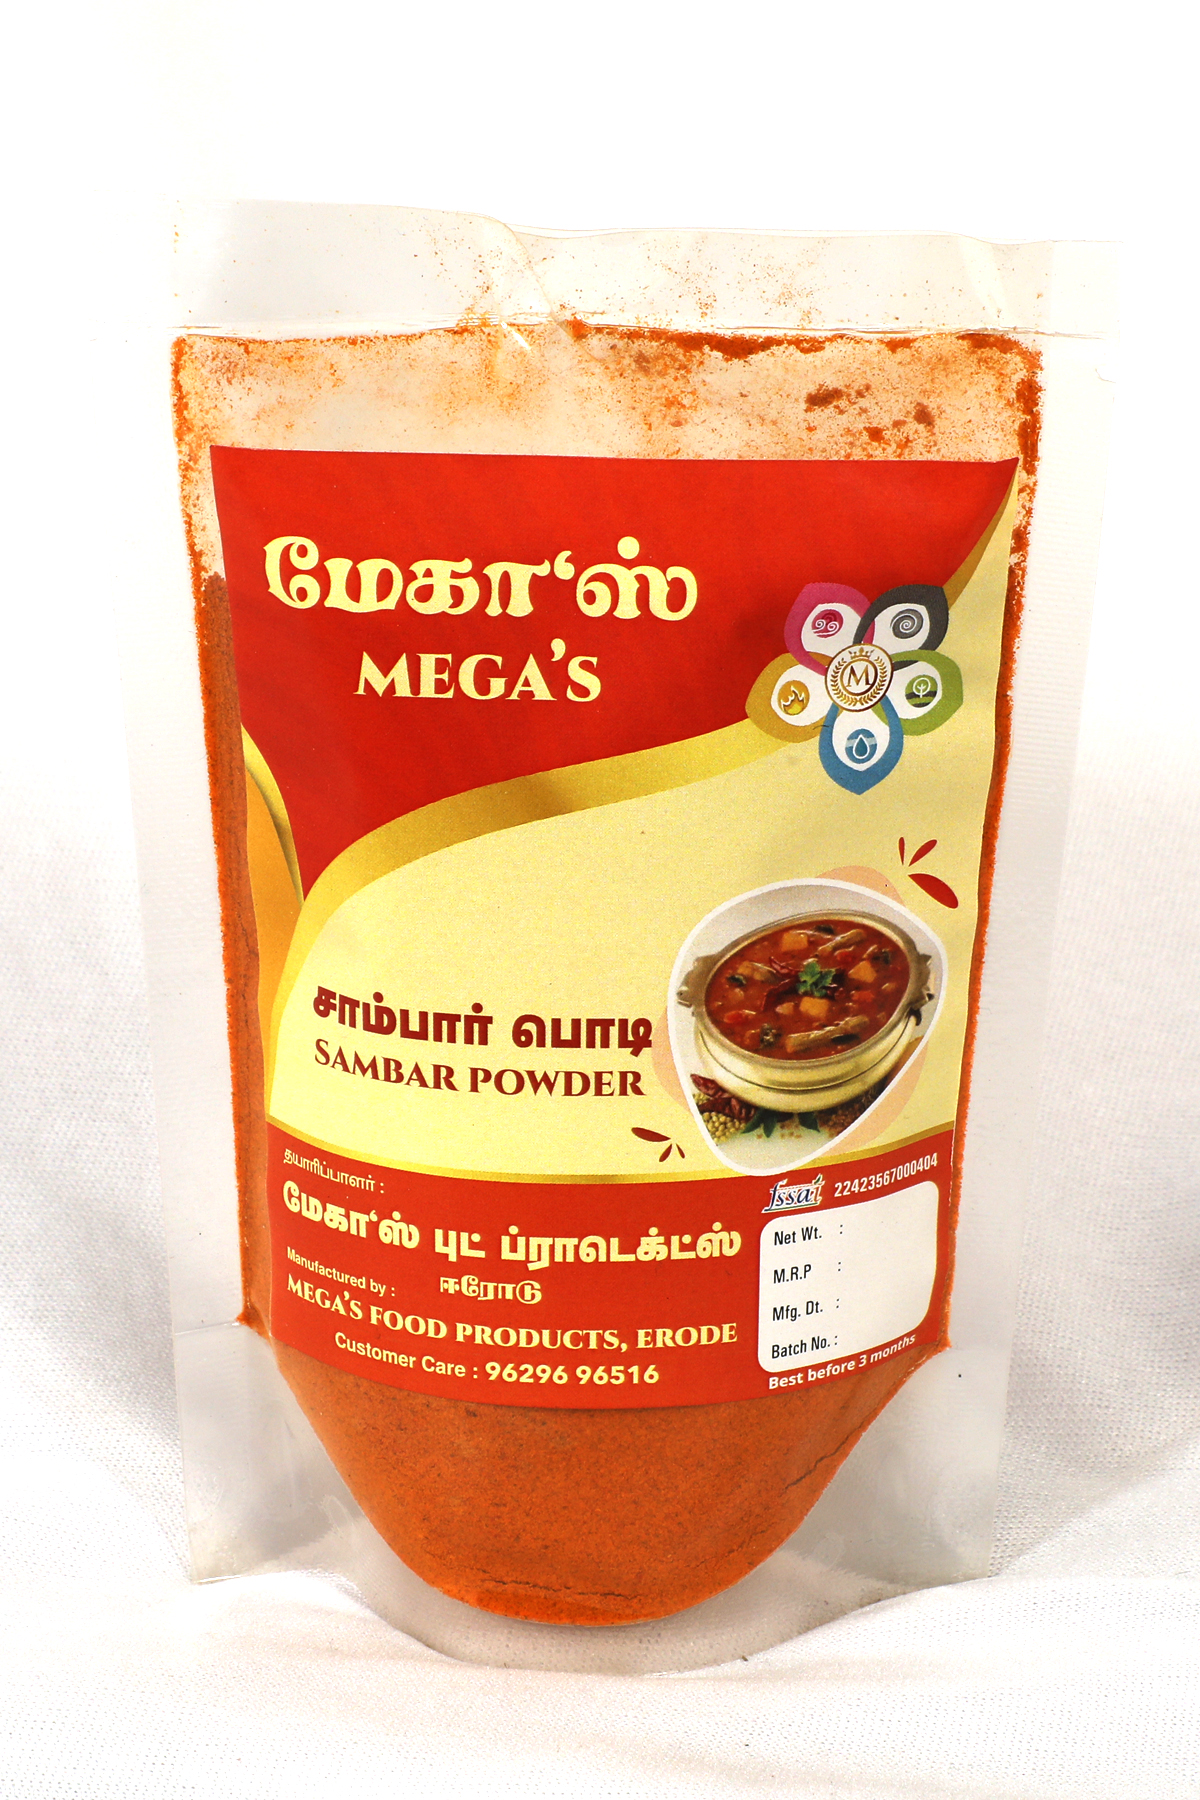 மேகா‘ஸ்
MEGA’S
M
சாம்பார் பொடி
SAMBAR POWDER
தயாரிப்பாளர் :
மேகா‘ஸ் புட் ப்ராடெக்ட்ஸ்
ஈரோடு
Manufactured by :
MEGA’S FOOD PRODUCTS, ERODE
Customer Care : 96296 96516
fssai 22423567000404
Net Wt. :
M.R.P :
Mfg. Dt. :
Batch No. :
Best before 3 months